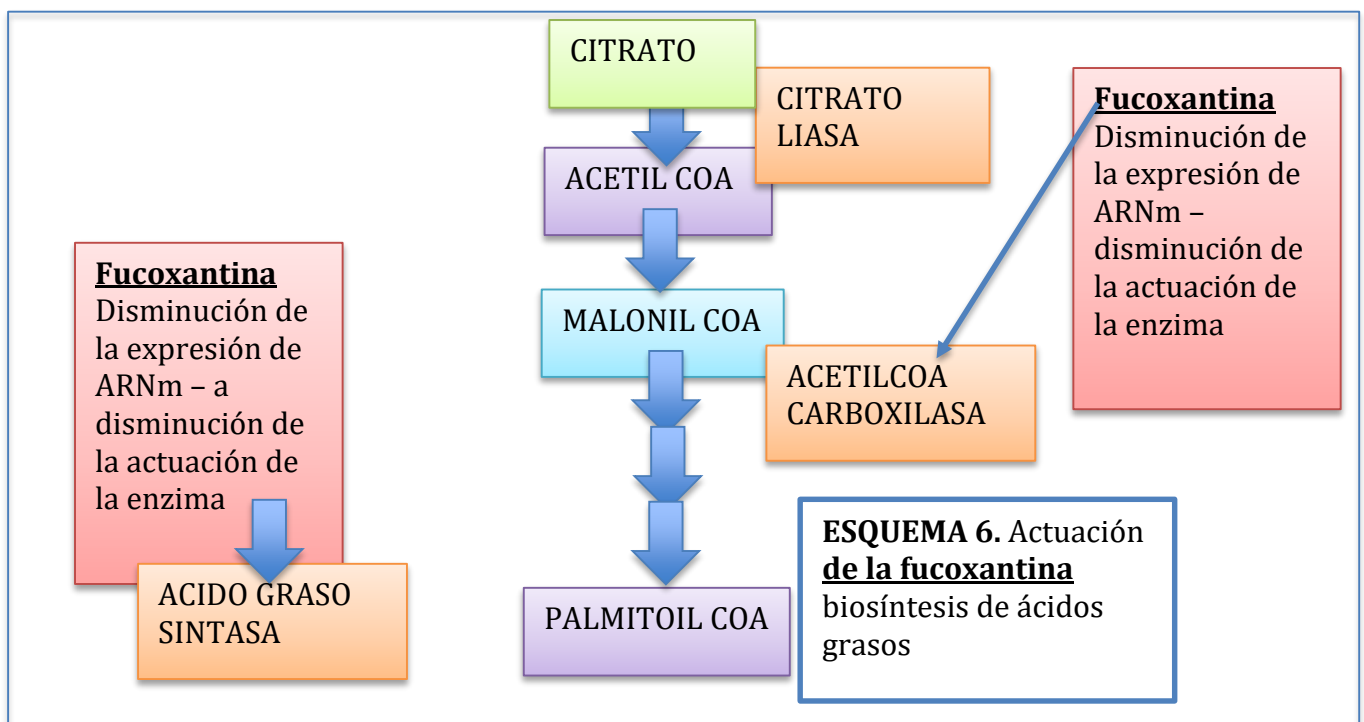 CITRATO
CITRATO
LIASA
ACETIL COA
Fucoxantina
Disminución de
la expresión de
ARNm –
disminución de
la actuación de
la enzima
Fucoxantina
Disminución de
la expresión de
ARNm – a
disminución de
la actuación de
la enzima
MALONIL COA
ACETILCOA
CARBOXILASA
ACIDO GRASO
SINTASA
PALMITOIL COA
ESQUEMA 6. Actuación
de la fucoxantina
biosíntesis de ácidos
grasos